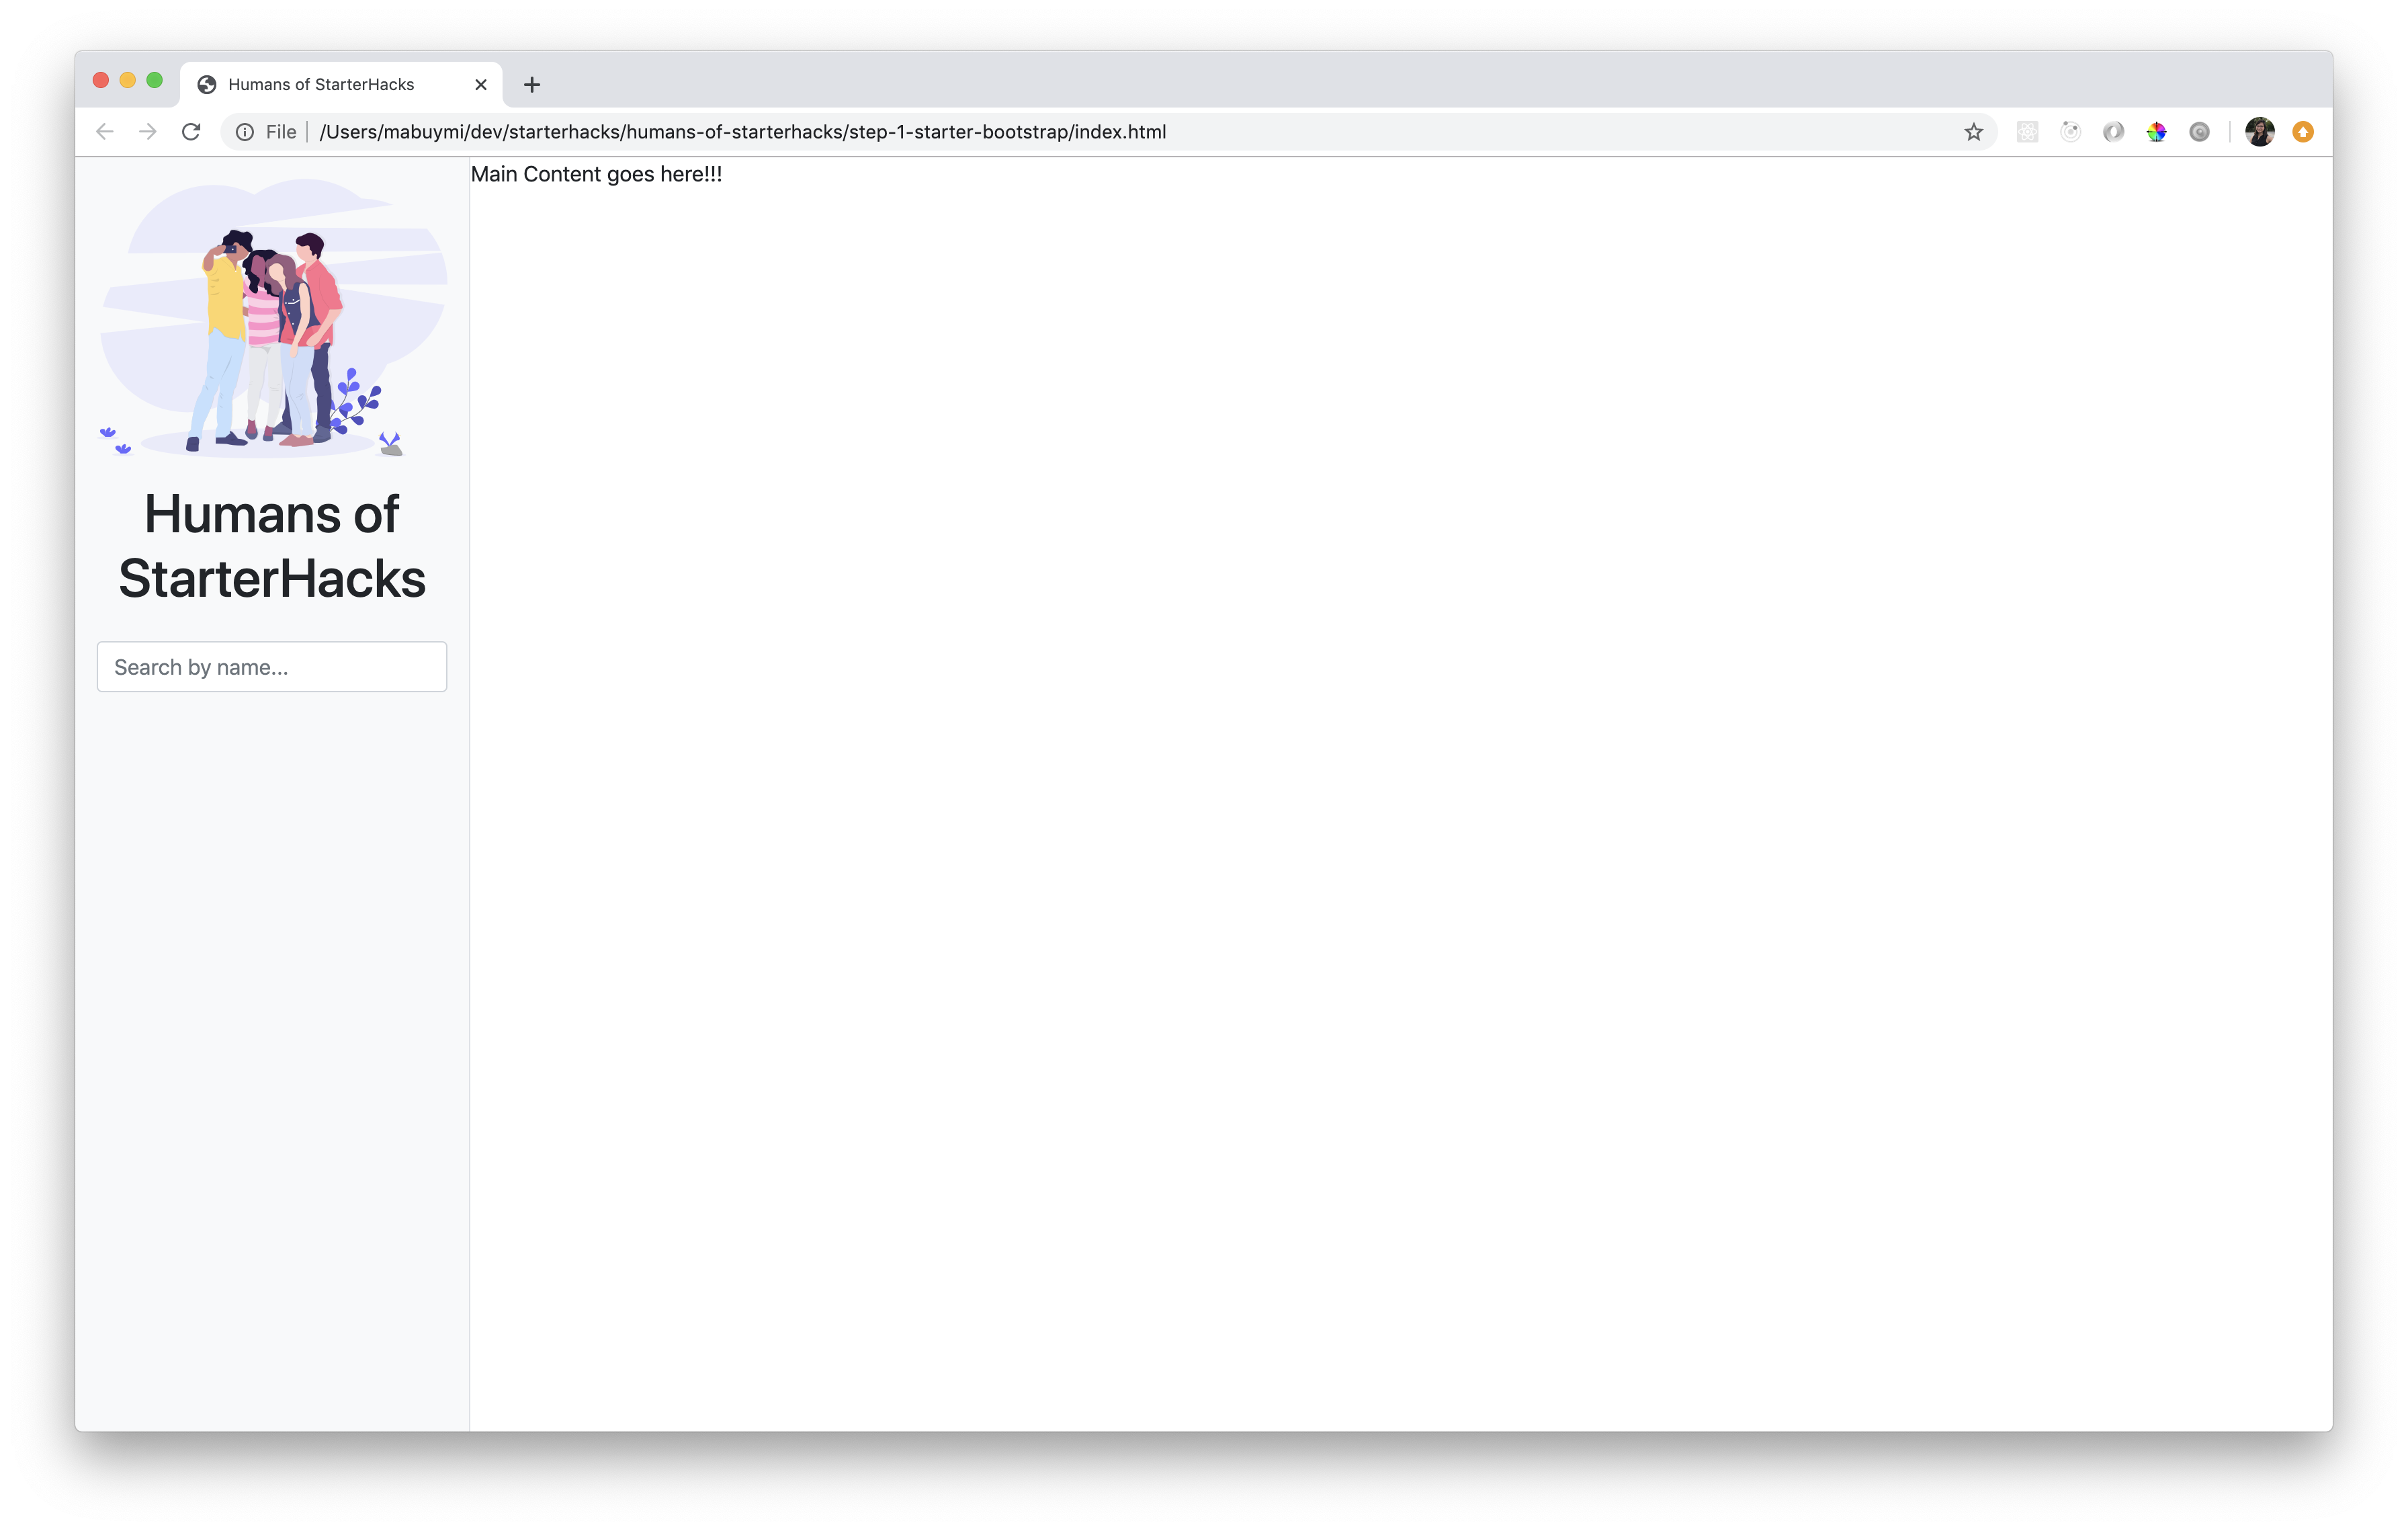 Humans of StarterHacks
File /Users/mabuymi/dev/starterhacks/humans-of-starterhacks/step-1-starter-bootstrap/index.html
Main Content goes here!!!
Humans of
StarterHacks
Search by name...